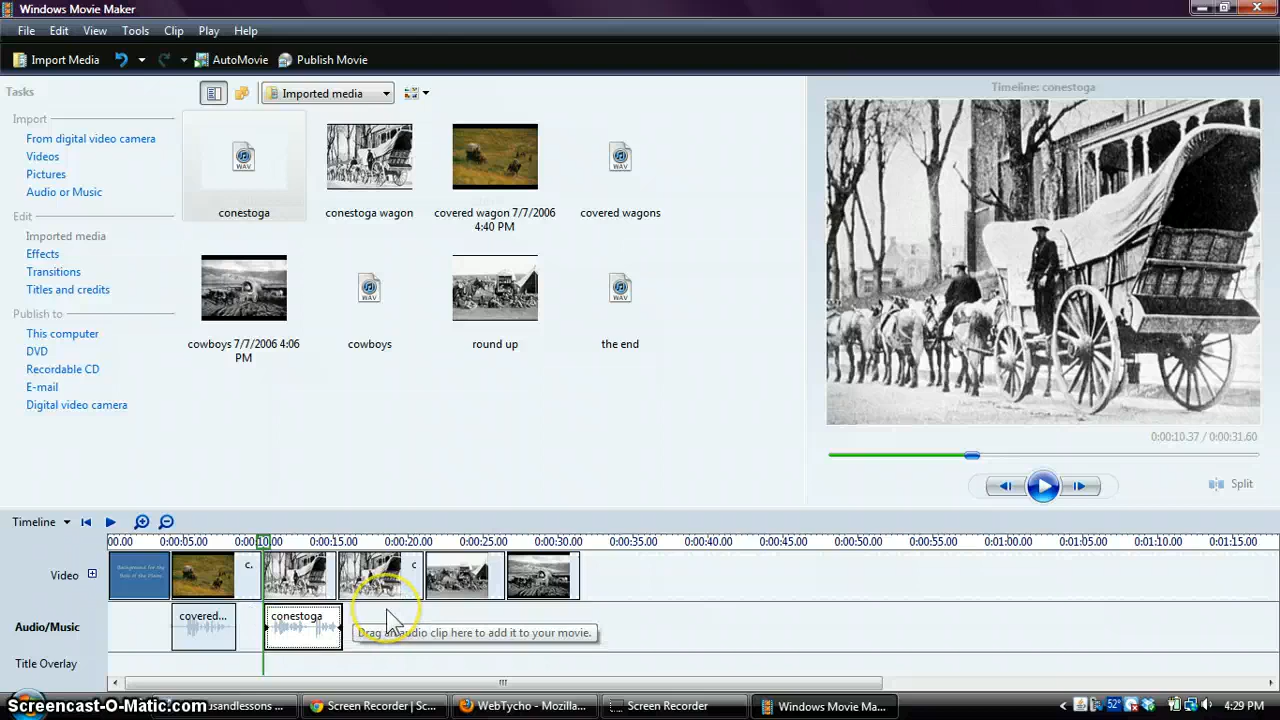 Windows Movie Maker
File Edit View Tools Clip Play Help
Import Media AutoMovie Publish Movie
Tasks
Imported media
Timeline: conestoga
Import
From digital video camera
Videos
Pictures
Audio or Music
Edit
Imported media
Effects
Transitions
Titles and credits
Publish to
This computer
DVD
Recordable CD
E-mail
Digital video camera
WAV
conestoga
conestoga wagon
covered wagon 7/7/2006
4:40 PM
WAV
covered wagons
cowboys 7/7/2006 4:06
PM
WAV
cowboys
round up
WAV
the end
0:00:10.37 / 0:00:31.60
Split
Timeline
00.00 0:00:05.00 0:00:10.00 0:00:15.00 0:00:20.00 0:00:25.00 0:00:30.00 0:00:35.00 0:00:40.00 0:00:45.00 0:00:50.00 0:00:55.00 0:01:00.00 0:01:05.00 0:01:10.00 0:01:15.00
Video
c.
c
Audio/Music
covered...
conestoga
Drag an audio clip here to add it to your movie.
Title Overlay
Screencast-O-Matic.com
usandlessons ...
Screen Recorder | Sc...
WebTycho - Mozilla...
Screen Recorder
Windows Movie Ma...
52°
4:29 PM